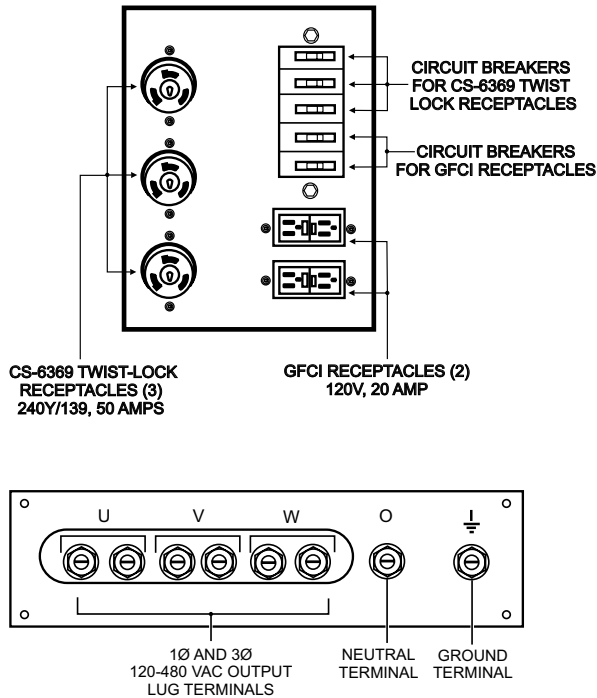 CIRCUIT BREAKERS
FOR CS-6369 TWIST
LOCK RECEPTACLES
CIRCUIT BREAKERS
FOR GFCI RECEPTACLES
CS-6369 TWIST-LOCK
RECEPTACLES (3)
240Y/139, 50 AMPS
GFCI RECEPTACLES (2)
120V, 20 AMP
U V W O
1Ø AND 3Ø
120-480 VAC OUTPUT
LUG TERMINALS
NEUTRAL
TERMINAL
GROUND
TERMINAL